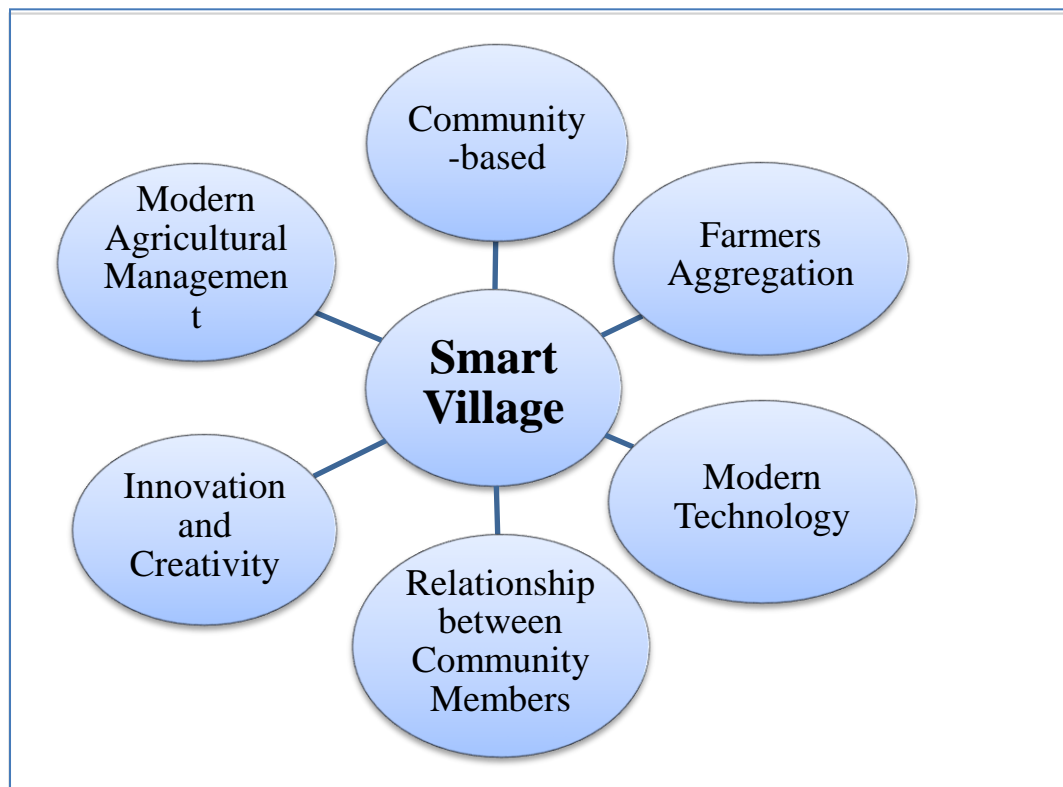 Community
-based
Farmers
Aggregation
Modern
Technology
Relationship
between
Community
Members
Innovation
and
Creativity
Modern
Agricultural
Managemen
t
Smart
Village